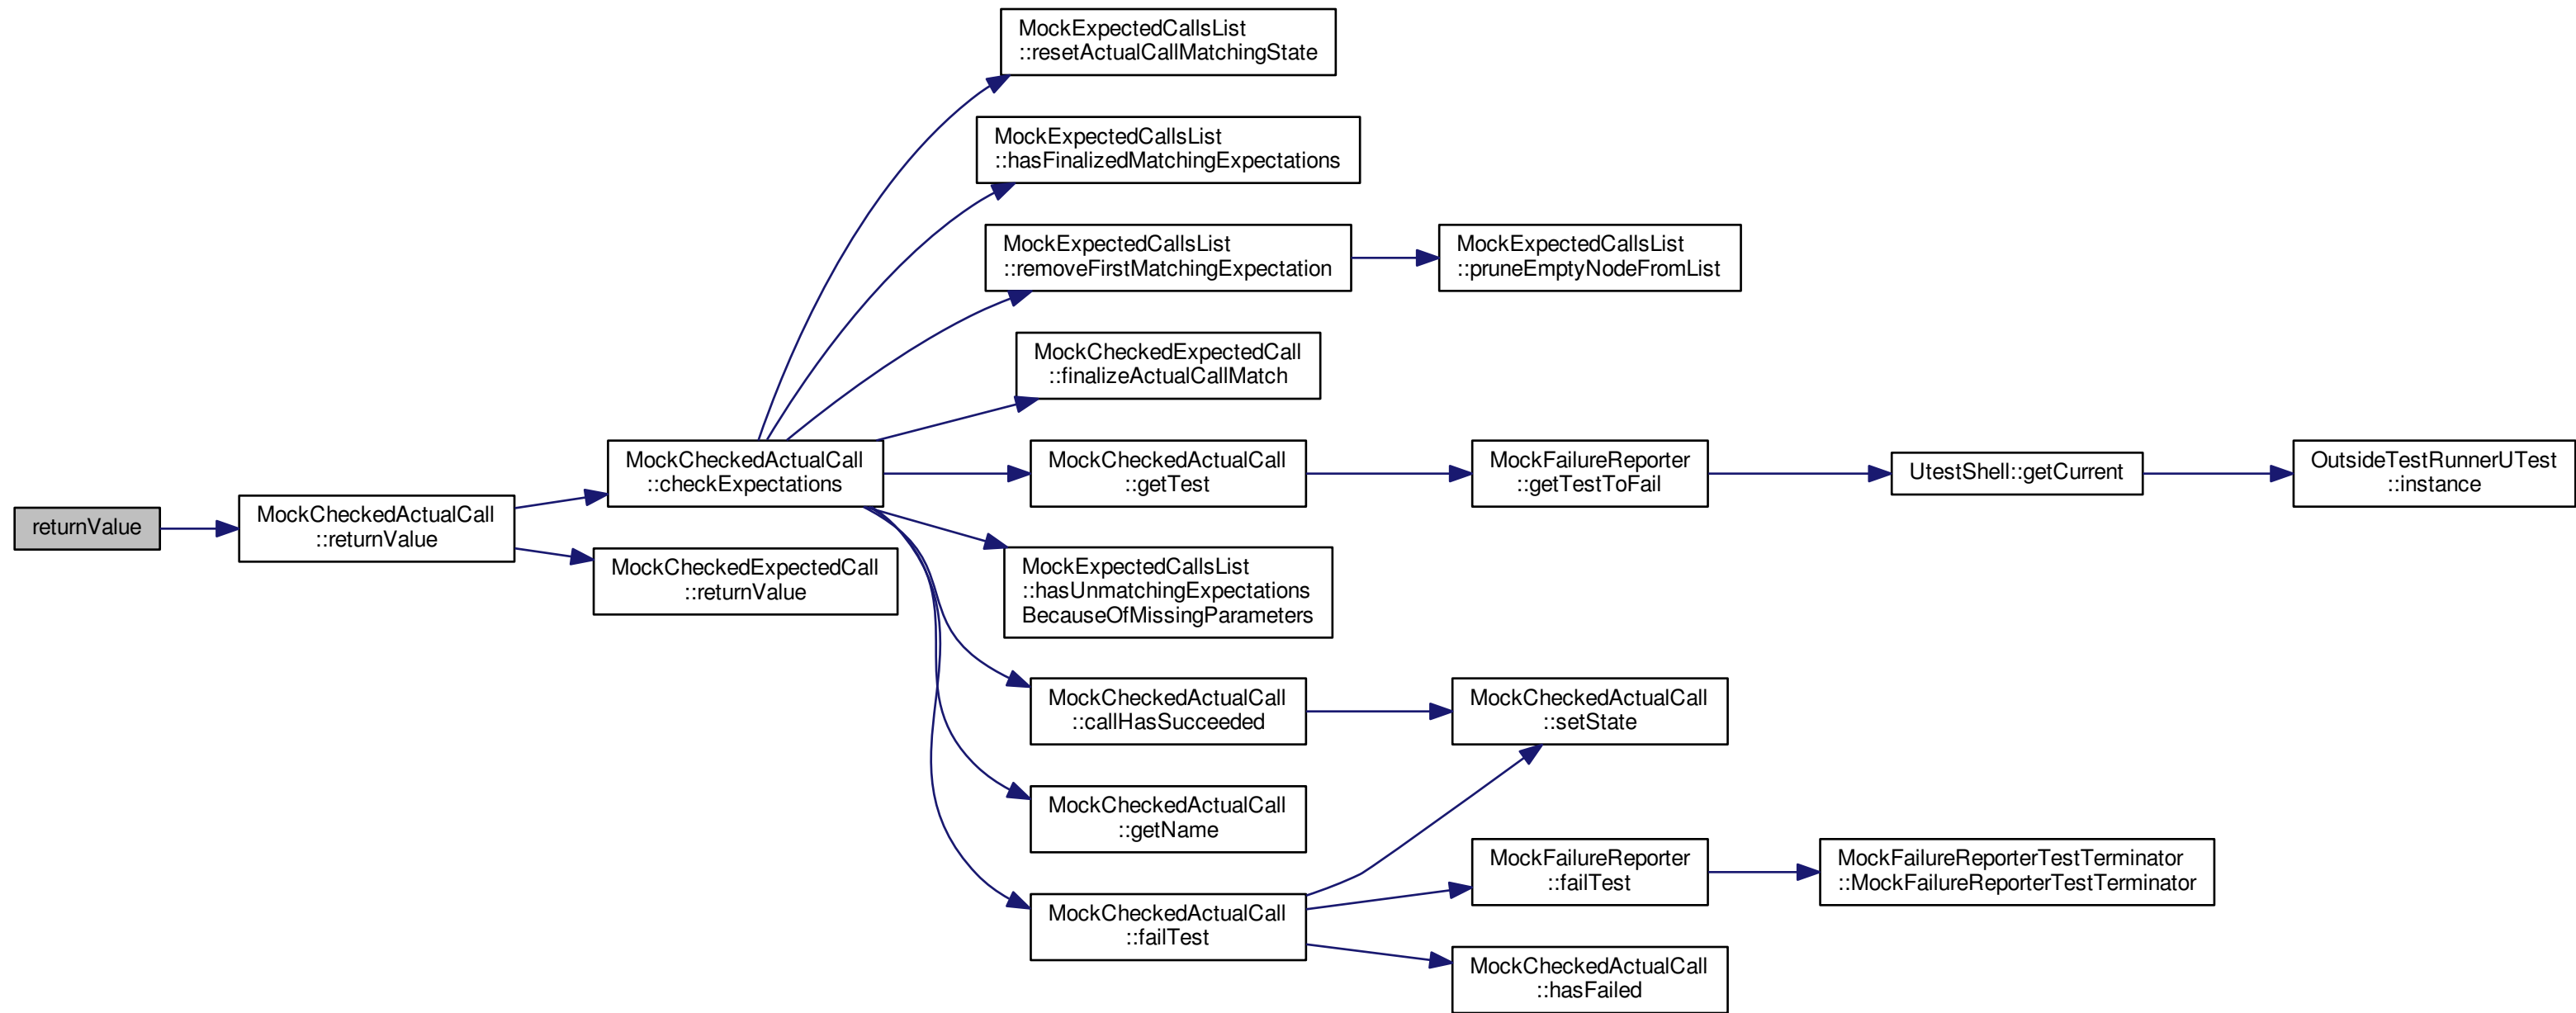 MockExpectedCallsList
::resetActualCallMatchingState
MockExpectedCallsList
::hasFinalizedMatchingExpectations
MockExpectedCallsList
::removeFirstMatchingExpectation
MockExpectedCallsList
::pruneEmptyNodeFromList
MockCheckedExpectedCall
::finalizeActualCallMatch
MockCheckedActualCall
::checkExpectations
MockCheckedActualCall
::getTest
MockFailureReporter
::getTestToFail
UtestShell::getCurrent
OutsideTestRunnerUTest
::instance
returnValue
MockCheckedActualCall
::returnValue
MockCheckedExpectedCall
::returnValue
MockExpectedCallsList
::hasUnmatchingExpectations
BecauseOfMissingParameters
MockCheckedActualCall
::callHasSucceeded
MockCheckedActualCall
::setState
MockCheckedActualCall
::getName
MockFailureReporter
::failTest
MockFailureReporterTestTerminator
::MockFailureReporterTestTerminator
MockCheckedActualCall
::failTest
MockCheckedActualCall
::hasFailed